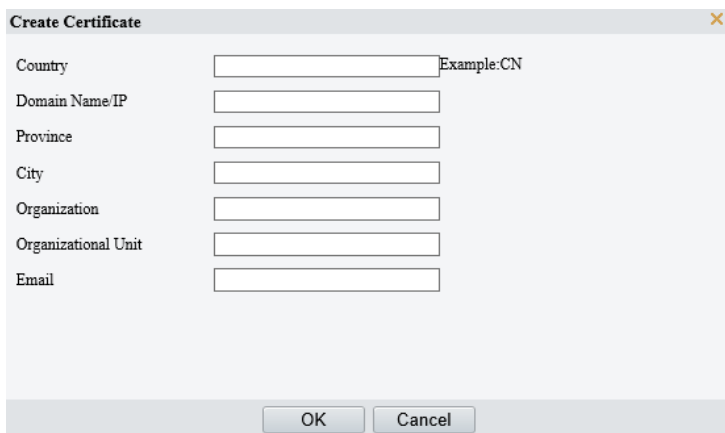 Create Certificate
Country Example:CN
Domain Name/IP
Province
City
Organization
Organizational Unit
Email
OK Cancel